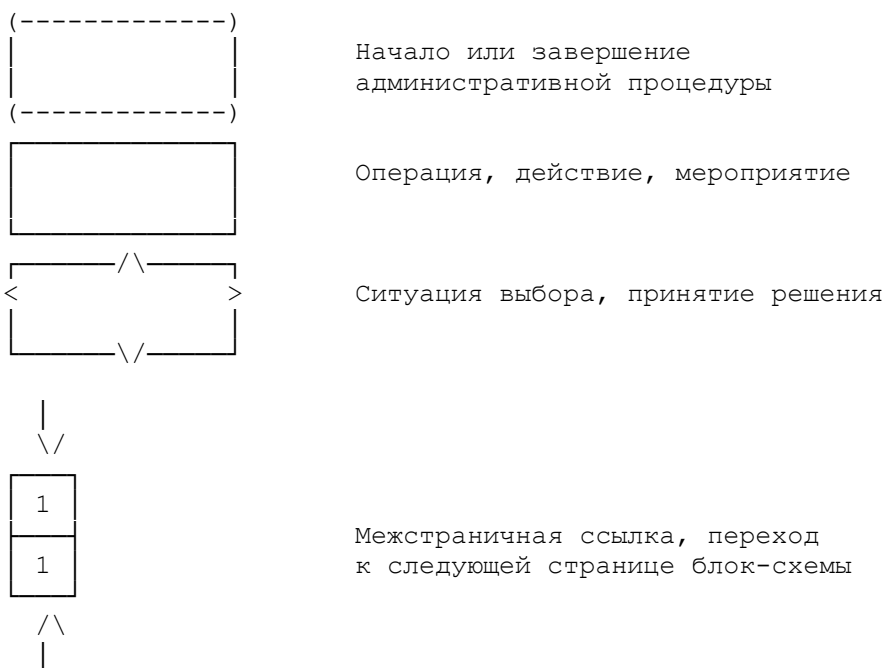 Начало или завершение
административной процедуры
Операция, действие, мероприятие
Ситуация выбора, принятие решения
1
Межстраничная ссылка, переход
1 к следующей странице блок-схемы